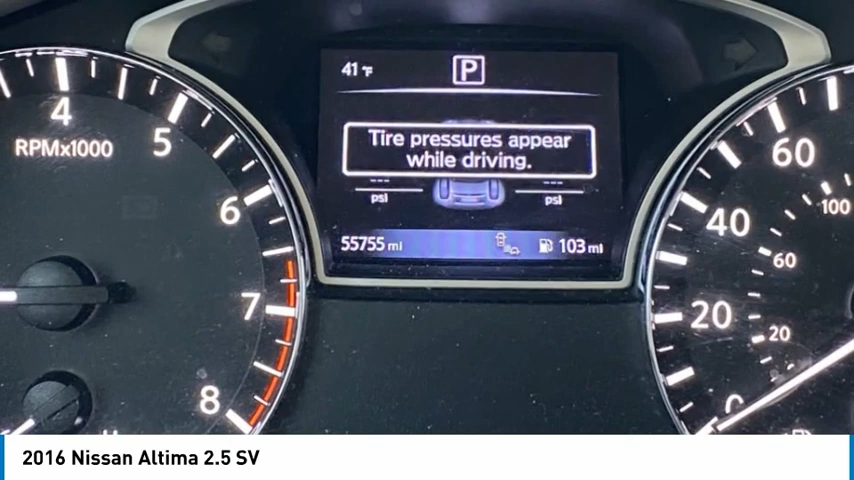 41 °F
P
4
5
RPMx1000
6
7
8
Tire pressures appear
while driving.
--- ---
psi psi
55755 mi 103 mi
60
40
20
0
100
60
20
2016 Nissan Altima 2.5 SV